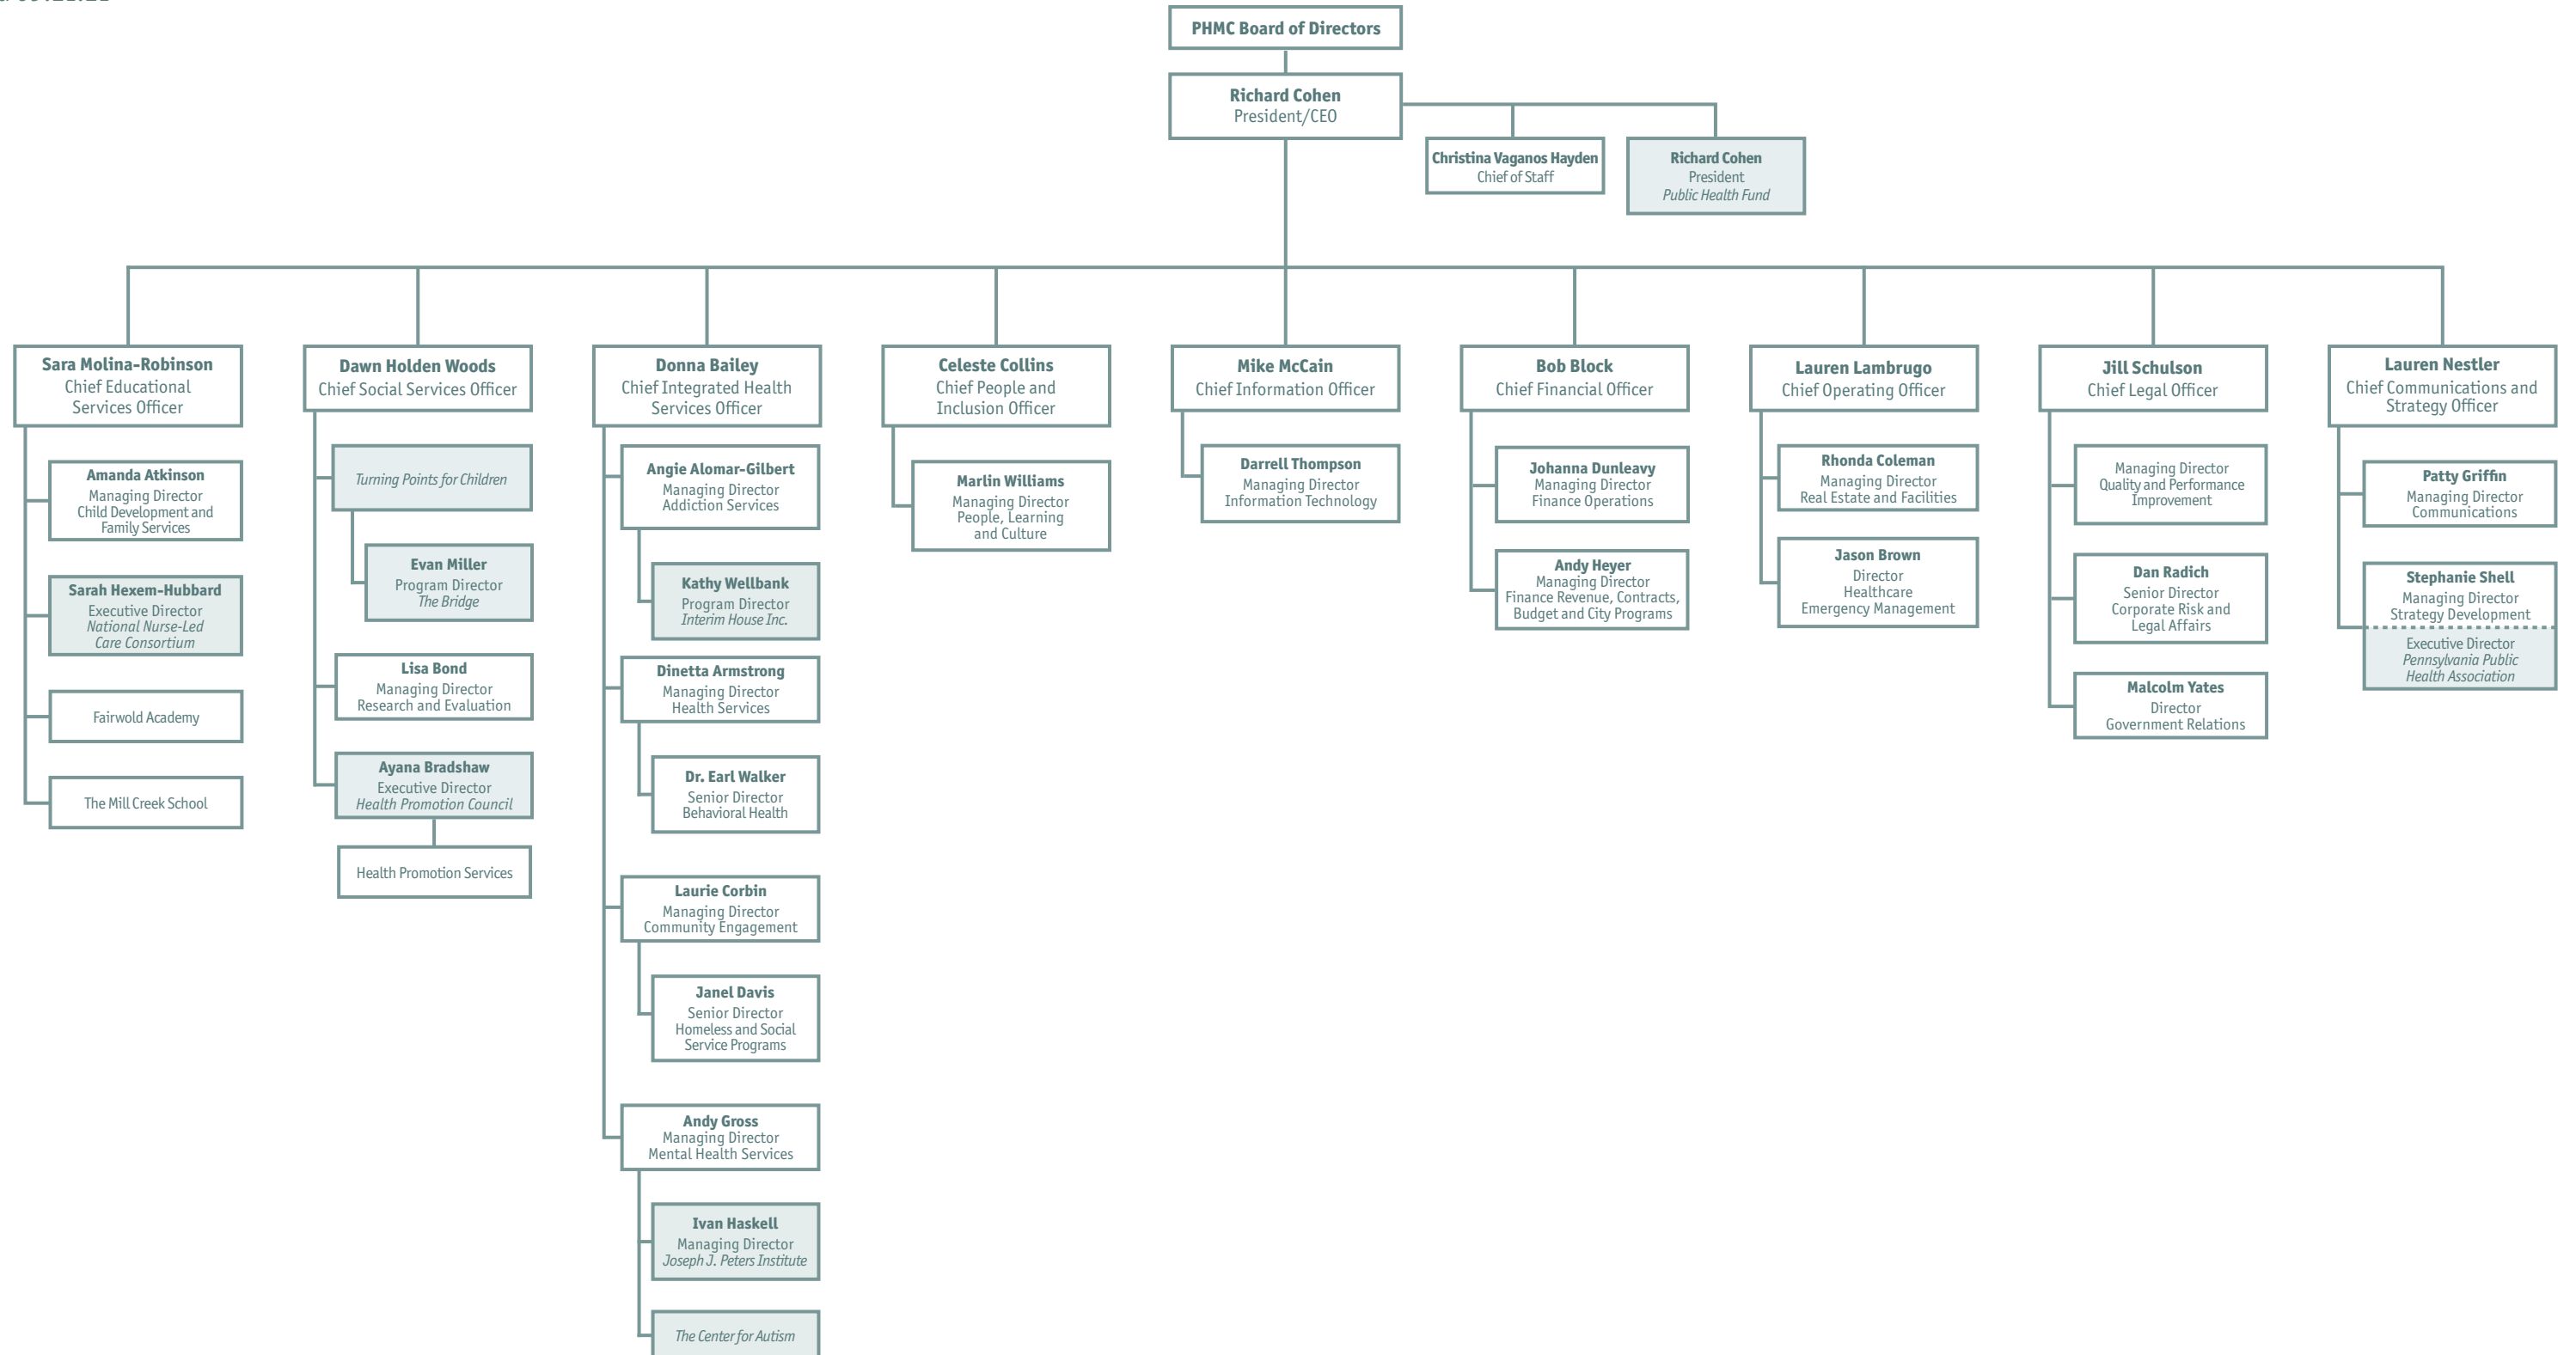 PHMC Board of Directors
Richard Cohen
President/CEO
Christina Vaganos Hayden
Chief of Staff
Richard Cohen
President
Public Health Fund
Sara Molina-Robinson
Chief Educational
Services Officer
Amanda Atkinson
Managing Director
Child Development and
Family Services
Sarah Hexem-Hubbard
Executive Director
National Nurse-Led
Care Consortium
Fairwold Academy
The Mill Creek School
Dawn Holden Woods
Chief Social Services Officer
Turning Points for Children
Evan Miller
Program Director
The Bridge
Lisa Bond
Managing Director
Research and Evaluation
Ayana Bradshaw
Executive Director
Health Promotion Council
Health Promotion Services
Donna Bailey
Chief Integrated Health
Services Officer
Angie Alomar-Gilbert
Managing Director
Addiction Services
Kathy Wellbank
Program Director
Interim House Inc.
Dinetta Armstrong
Managing Director
Health Services
Dr. Earl Walker
Senior Director
Behavioral Health
Laurie Corbin
Managing Director
Community Engagement
Janel Davis
Senior Director
Homeless and Social
Service Programs
Andy Gross
Managing Director
Mental Health Services
Ivan Haskell
Managing Director
Joseph J. Peters Institute
The Center for Autism
Celeste Collins
Chief People and
Inclusion Officer
Marlin Williams
Managing Director
People, Learning
and Culture
Mike McCain
Chief Information Officer
Darrell Thompson
Managing Director
Information Technology
Bob Block
Chief Financial Officer
Johanna Dunleavy
Managing Director
Finance Operations
Andy Heyer
Managing Director
Finance Revenue, Contracts,
Budget and City Programs
Lauren Lambrugo
Chief Operating Officer
Rhonda Coleman
Managing Director
Real Estate and Facilities
Jason Brown
Director
Healthcare
Emergency Management
Jill Schulson
Chief Legal Officer
Managing Director
Quality and Performance
Improvement
Dan Radich
Senior Director
Corporate Risk and
Legal Affairs
Malcolm Yates
Director
Government Relations
Lauren Nestler
Chief Communications and
Strategy Officer
Patty Griffin
Managing Director
Communications
Stephanie Shell
Managing Director
Strategy Development
Executive Director
Pennsylvania Public
Health Association